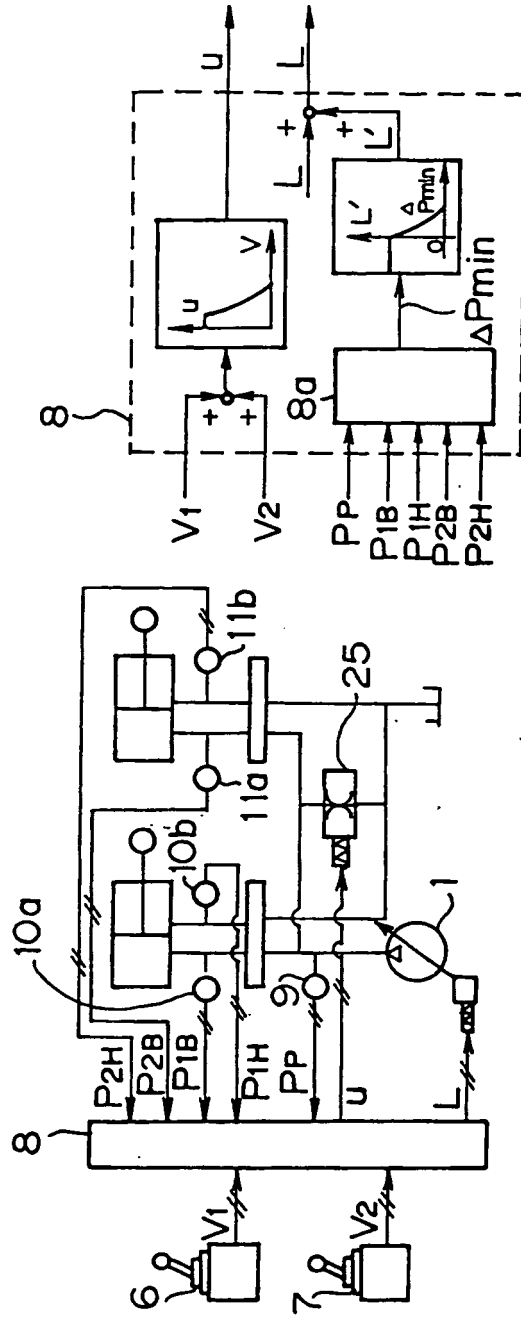 8
P2H
P2B
P1B
P1H
PP
u
L
6
V1
7
V2
10a
10b
11a
11b
9
25
1
8
V1
V2
+
+
u
V
u
PP
P1B
P1H
P2B
P2H
8a
ΔPmin
L'
0
ΔPmin
L'
L
+
+
L